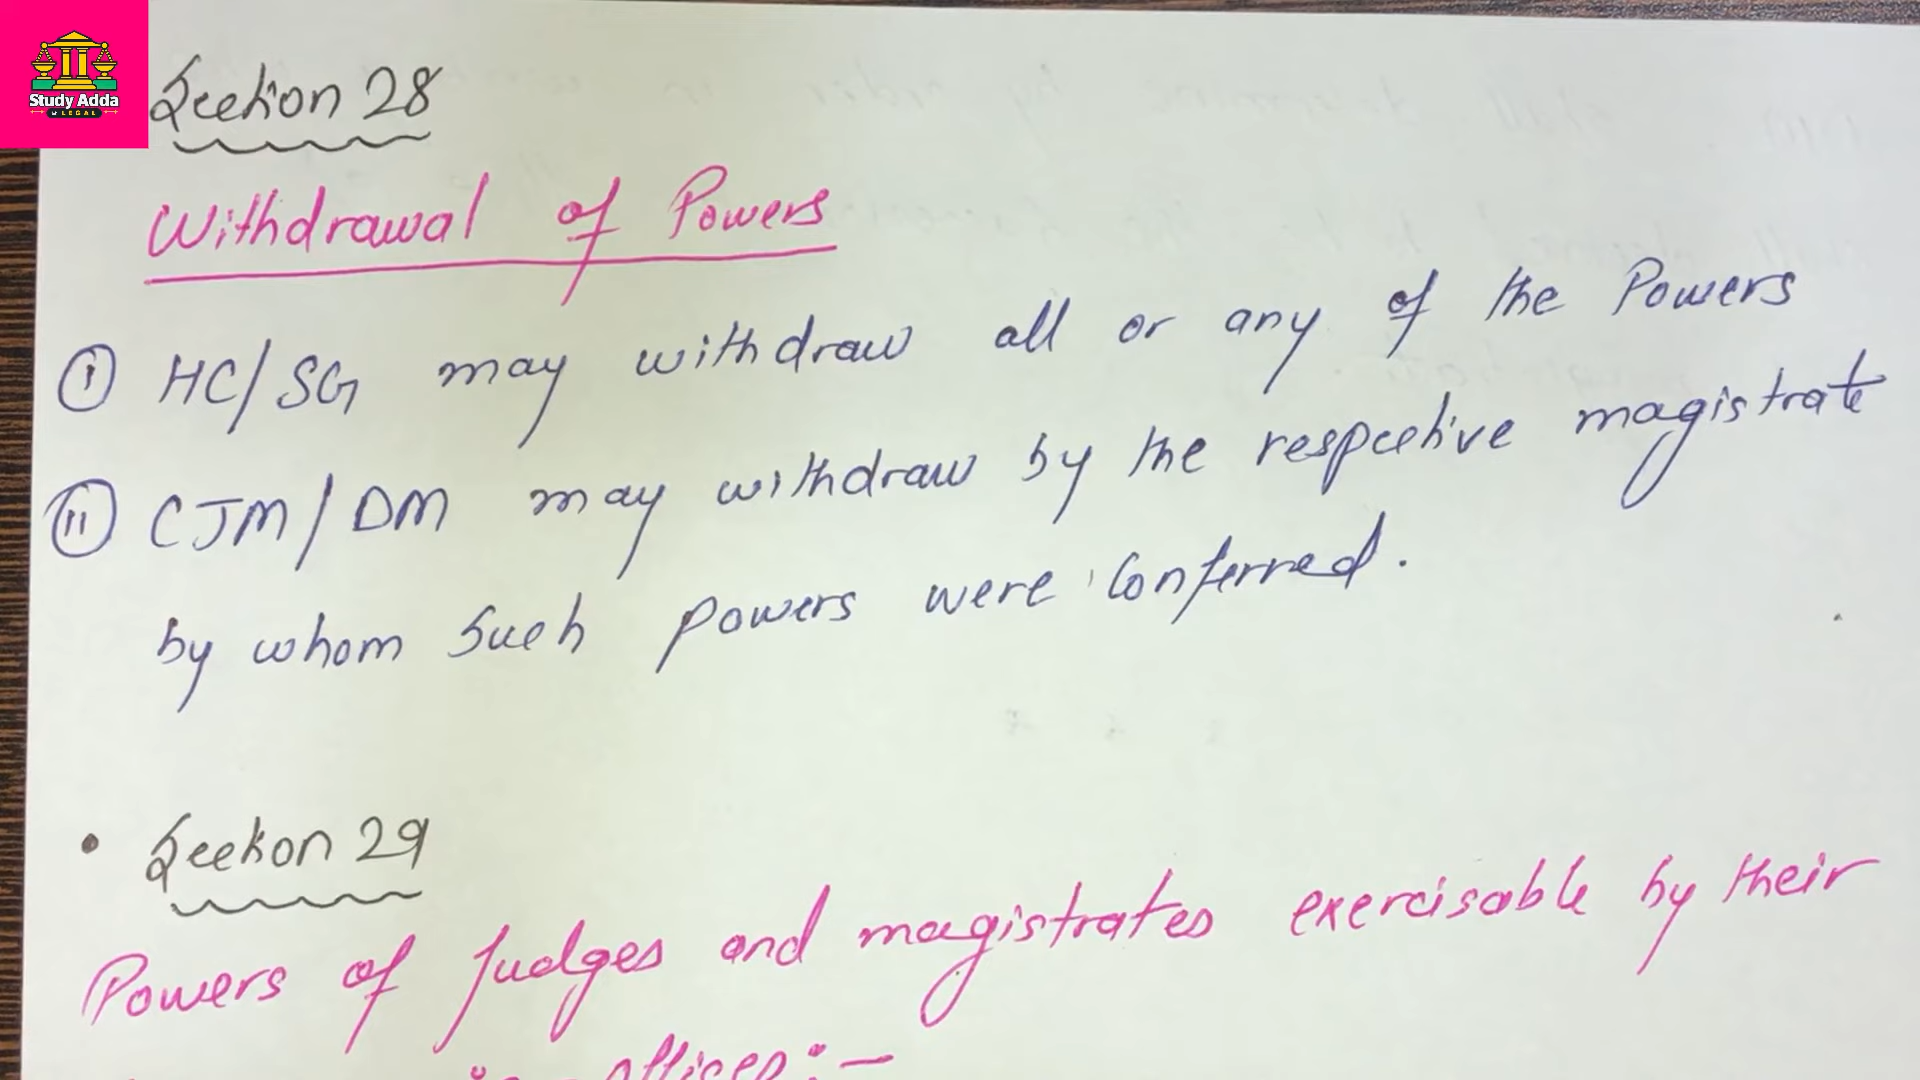 Study Adda
LEGAL
Section 28
Withdrawal of Powers
(I) HC/SG may withdraw all or any of the Powers
(II) CJM/DM may withdraw by the respective magistrate
by whom such powers were conferred.
• Section 29
Powers of Judges and magistrates exercisable by their
in-offices:-